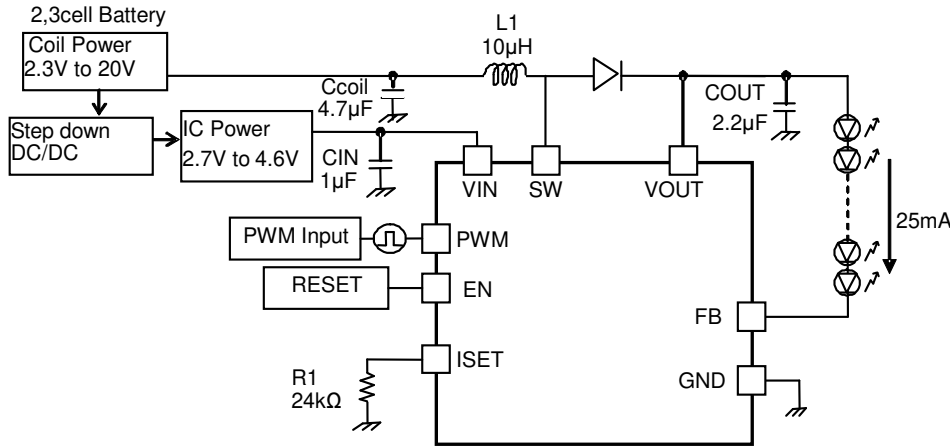 2,3cell Battery
Coil Power
2.3V to 20V
Step down
DC/DC
IC Power
2.7V to 4.6V
Ccoil
4.7µF
CIN
1µF
L1
10µH
COUT
2.2µF
VIN
SW
VOUT
25mA
PWM Input
PWM
RESET
EN
FB
ISET
R1
24kΩ
GND